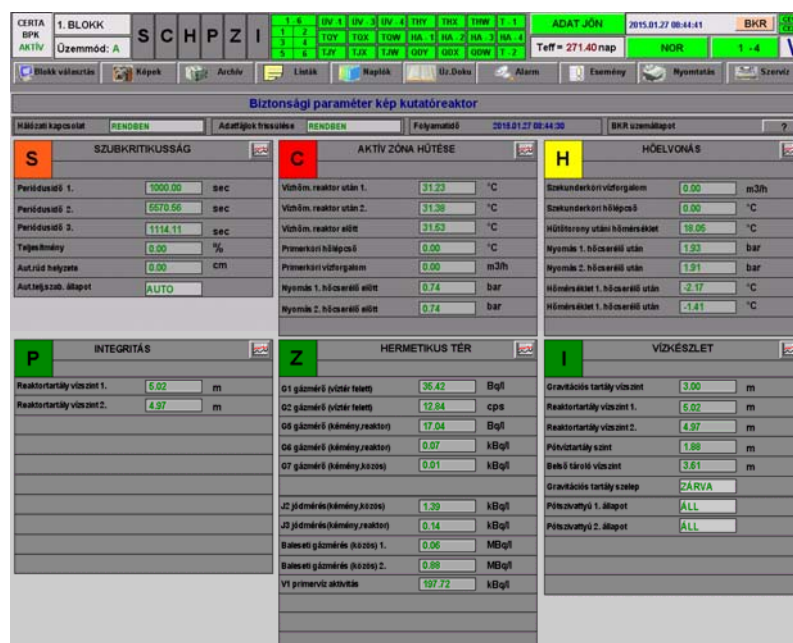 CERTA BPK AKTÍV
1. BLOKK
Üzemmód: A
S C H P Z I
1 - 6
1 2
3 4
5 6
ÜV - 1 ÜV - 3 ÜV - 4 THY THX THW T - 1
TQY TQX TQW HA - 1 HA - 2 HA - 3 HA - 4
TJY TJX TJW QDY QDX QDW T - 2
ADAT JÖN
Teff= 271.40 nap
2015.01.27 08:44:41
BKR
NOR
1 - 4
Blokk választás Képek Archív Listák Naplók Üz.Doku Alarm Esemény Nyomtatás Szerviz
Biztonsági paraméter kép kutatóreaktor
Hálózati kapcsolat RENDBEN Adatfájlok frissülése RENDBEN Folyamatidő 2015.01.27 08:44:30 BKR üzemállapot ?
S SZUBKRITIKUSSÁG
Periódusidő 1. 1000.00 sec
Periódusidő 2. 5570.56 sec
Periódusidő 3. 1114.11 sec
Teljesítmény 0.00 %
Aut.rúd helyzete 0.00 cm
Aut.telj.szab. állapot AUTO
C AKTÍV ZÓNA HŰTÉSE
Vízhőm. reaktor után 1. 31.23 °C
Vízhőm. reaktor után 2. 31.38 °C
Vízhőm. reaktor előtt 31.53 °C
Primerköri hőlépcső 0.00 °C
Primerköri vízforgalom 0.00 m3/h
Nyomás 1. hőcserélő előtt 0.74 bar
Nyomás 2. hőcserélő előtt 0.74 bar
H HŐELVONÁS
Szekunderköri vízforgalom 0.00 m3/h
Szekunderköri hőlépcső 0.00 °C
Hűtőtorony utáni hőmérséklet 18.05 °C
Nyomás 1. hőcserélő után 1.93 bar
Nyomás 2. hőcserélő után 1.91 bar
Hőmérséklet 1. hőcserélő után -2.17 °C
Hőmérséklet 1. hőcserélő után -1.41 °C
P INTEGRITÁS
Reaktortartály vízszint 1. 5.02 m
Reaktortartály vízszint 2. 4.97 m
Z HERMETIKUS TÉR
G1 gázmérő (víztér felett) 35.42 Bq/l
G2 gázmérő (víztér felett) 12.84 cps
G5 gázmérő (kémény,reaktor) 17.04 Bq/l
G6 gázmérő (kémény,reaktor) 0.07 kBq/l
G7 gázmérő (kémény,közös) 0.01 kBq/l
J2 jódmérés(kémény,közös) 1.39 kBq/l
J3 jódmérés(kémény,reaktor) 0.14 kBq/l
Baleseti gázmérés (közös) 1. 0.06 MBq/l
Baleseti gázmérés (közös) 2. 0.88 MBq/l
V1 primervíz aktivitás 197.72 kBq/l
I VÍZKÉSZLET
Gravitációs tartály vízszint 3.00 m
Reaktortartály vízszint 1. 5.02 m
Reaktortartály vízszint 2. 4.97 m
Pótvíztartály szint 1.88 m
Belső tároló vízszint 3.61 m
Gravitációs tartály szelep ZÁRVA
Pótszivattyú 1. állapot ÁLL
Pótszivattyú 2. állapot ÁLL